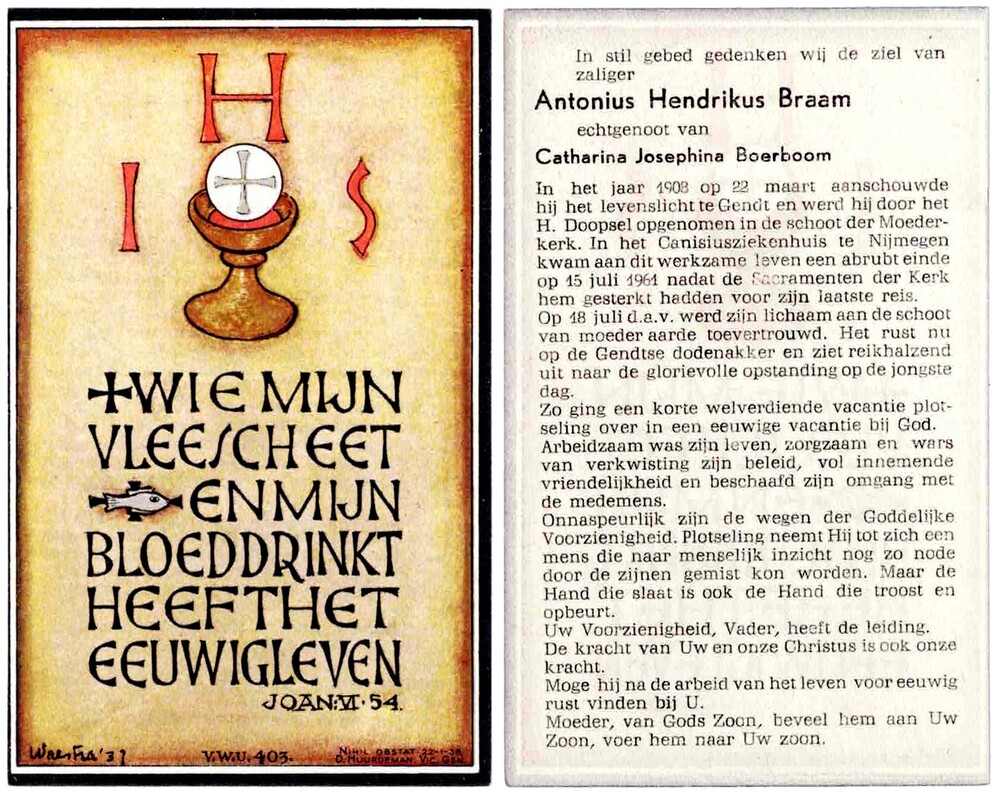 H
I S
WIE MIJN
VLEESCH EET
EN MIJN
BLOED DRINKT
HEEFT HET
EEUWIG LEVEN
JOAN: VI · 54.
V.W.U. 403.
NIHIL OBSTAT 22-1-38
D. HUURDEMAN. VIC. GEN.
In stil gebed gedenken wij de ziel van
zaliger
Antonius Hendrikus Braam
echtgenoot van
Catharina Josephina Boerboom
In het jaar 1908 op 22 maart aanschouwde
hij het levenslicht te Gendt en werd hij door het
H. Doopsel opgenomen in de schoot der Moeder-
kerk. In het Canisiusziekenhuis te Nijmegen
kwam aan dit werkzame leven een abrubt einde
op 15 juli 1961 nadat de Sacramenten der Kerk
hem gesterkt hadden voor zijn laatste reis.
Op 18 juli d.a.v. werd zijn lichaam aan de schoot
van moeder aarde toevertrouwd. Het rust nu
op de Gendtse dodenakker en ziet reikhalzend
uit naar de glorievolle opstanding op de jongste
dag.
Zo ging een korte welverdiende vacantie plot-
seling over in een eeuwige vacantie bij God.
Arbeidzaam was zijn leven, zorgzaam en wars
van verkwisting zijn beleid, vol innemende
vriendelijkheid en beschaafd zijn omgang met
de medemens.
Onnaspeurlijk zijn de wegen der Goddelijke
Voorzienigheid. Plotseling neemt Hij tot zich een
mens die naar menselijk inzicht nog zo node
door de zijnen gemist kon worden. Maar de
Hand die slaat is ook de Hand die troost en
opbeurt.
Uw Voorzienigheid, Vader, heeft de leiding.
De kracht van Uw en onze Christus is ook onze
kracht.
Moge hij na de arbeid van het leven voor eeuwig
rust vinden bij U.
Moeder, van Gods Zoon, beveel hem aan Uw
Zoon, voer hem naar Uw zoon.